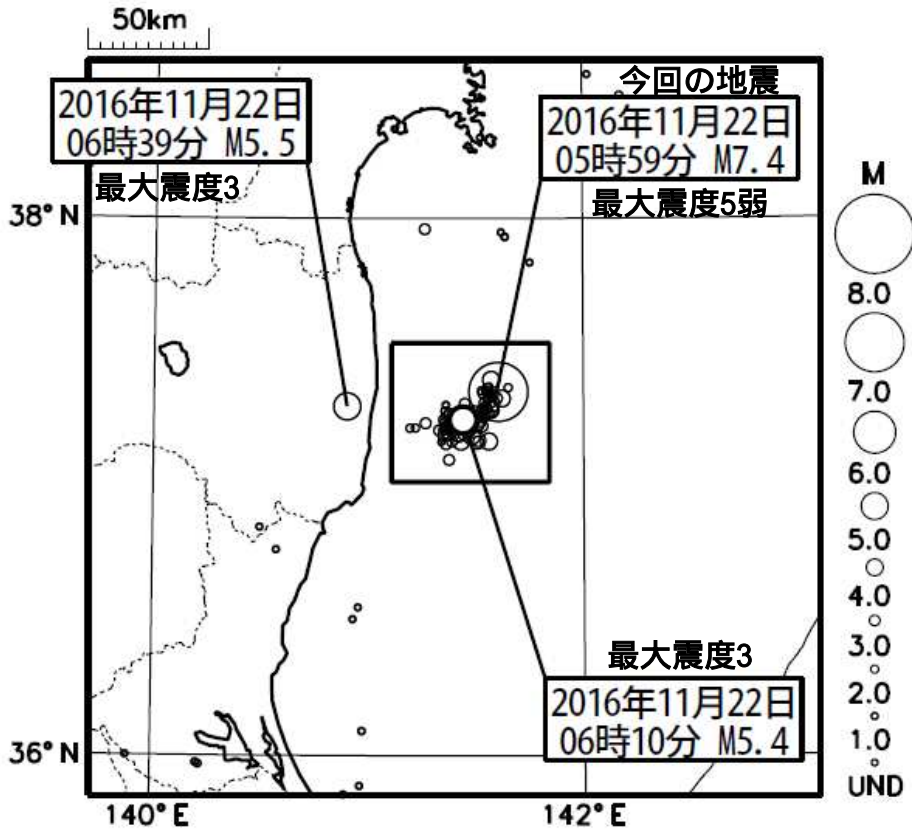 50km
2016年11月22日
06時39分 M5.5
最大震度3
今回の地震
2016年11月22日
05時59分 M7.4
最大震度5弱
38°N
36°N
140°E
142°E
最大震度3
2016年11月22日
06時10分 M5.4
M
8.0
7.0
6.0
5.0
4.0
3.0
2.0
1.0
UND